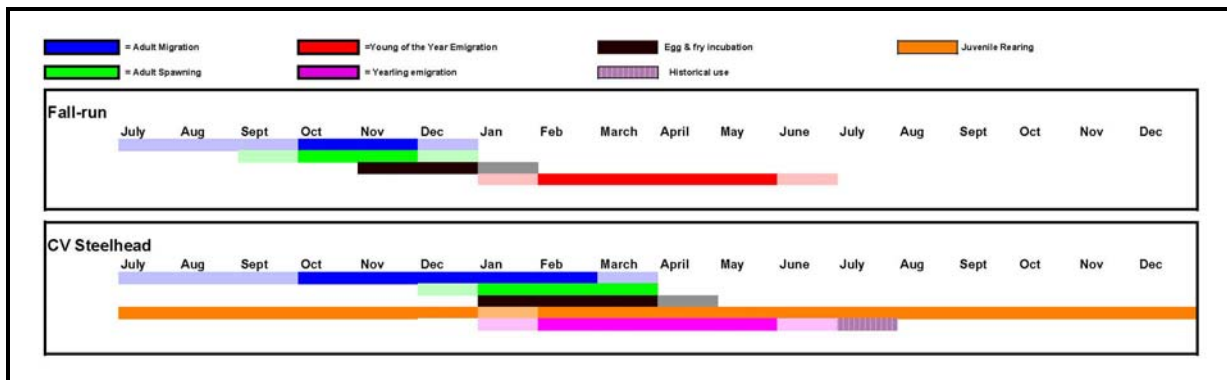 = Adult Migration =Young of the Year Emigration Egg & fry incubation Juvenile Rearing
= Adult Spawning = Yearling emigration Historical use
Fall-run
July Aug Sept Oct Nov Dec Jan Feb March April May June July Aug Sept Oct Nov Dec
CV Steelhead
July Aug Sept Oct Nov Dec Jan Feb March April May June July Aug Sept Oct Nov Dec